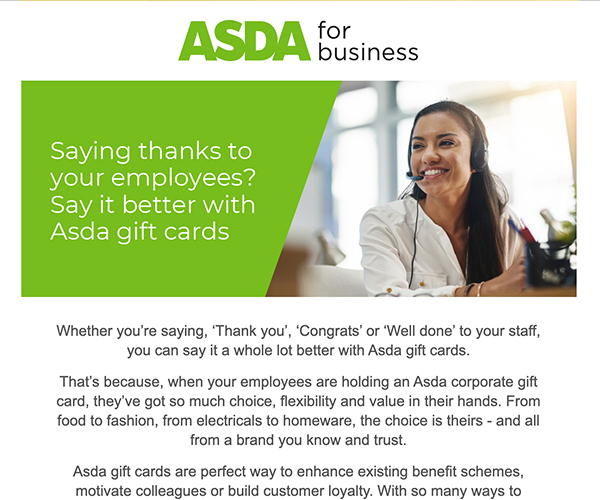 ASDA for
business
Saying thanks to
your employees?
Say it better with
Asda gift cards
Whether you’re saying, ‘Thank you’, ‘Congrats’ or ‘Well done’ to your staff,
you can say it a whole lot better with Asda gift cards.
That’s because, when your employees are holding an Asda corporate gift
card, they’ve got so much choice, flexibility and value in their hands. From
food to fashion, from electricals to homeware, the choice is theirs - and all
from a brand you know and trust.
Asda gift cards are perfect way to enhance existing benefit schemes,
motivate colleagues or build customer loyalty. With so many ways to